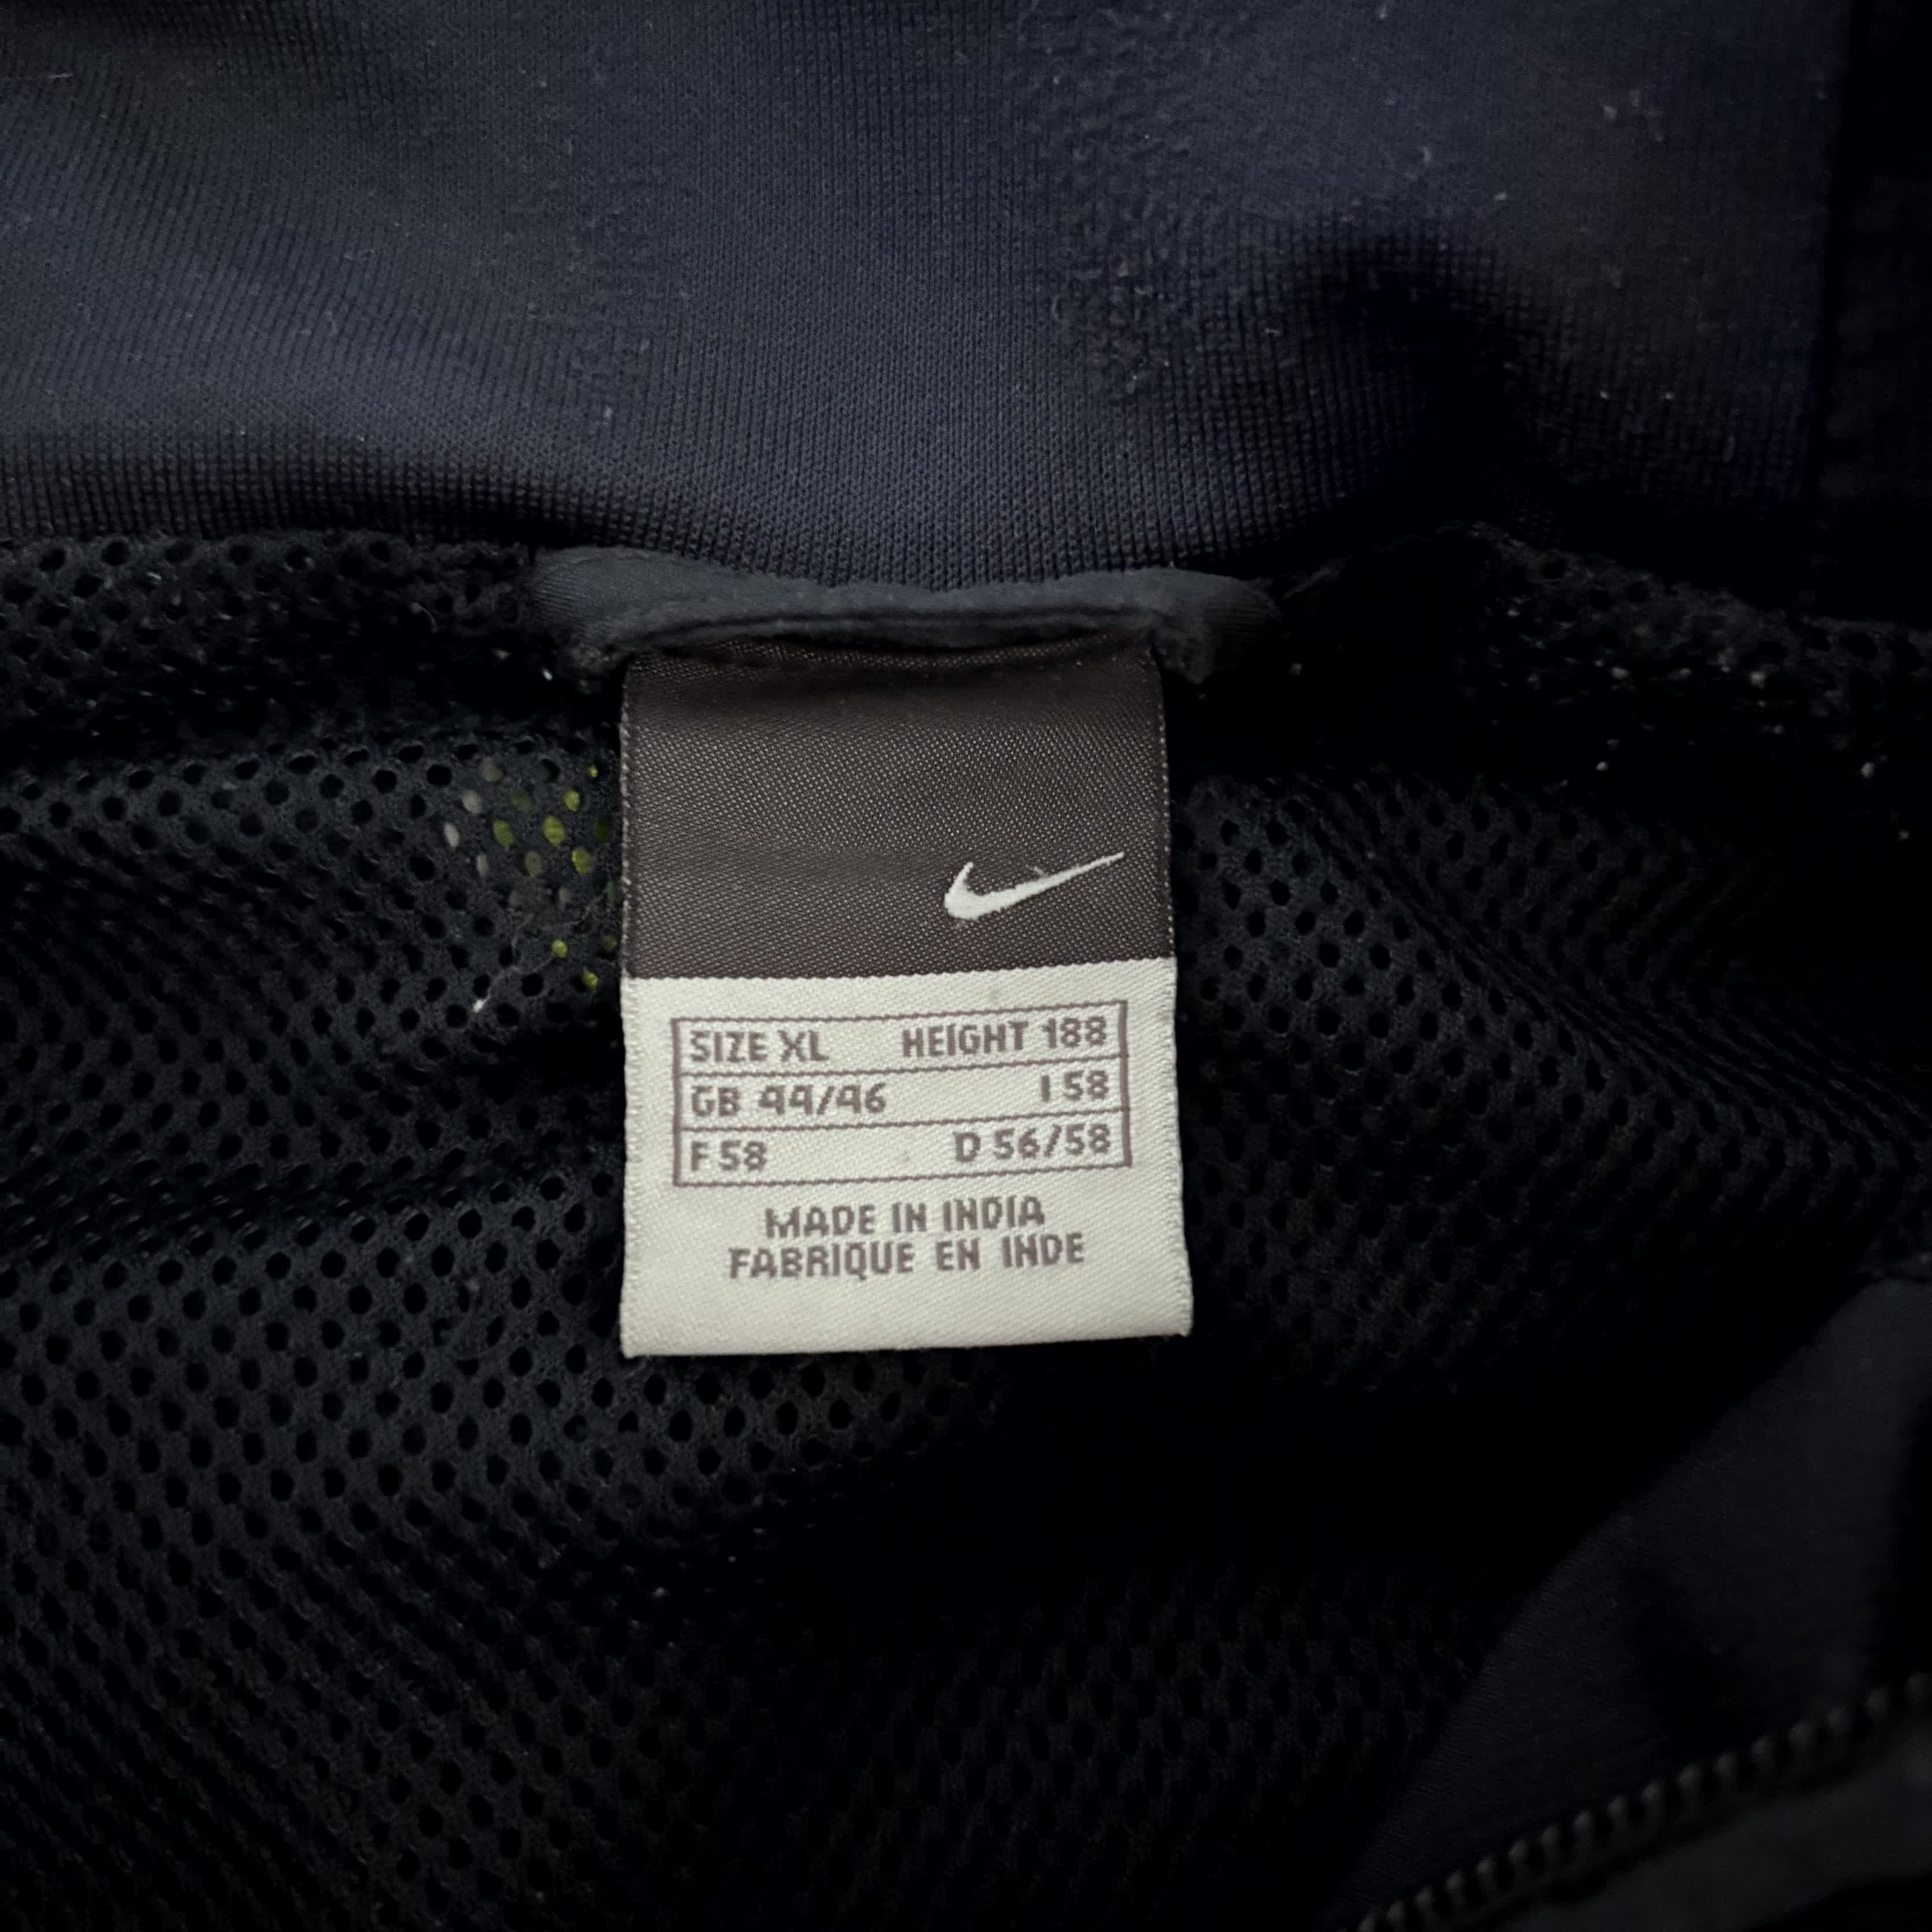 SIZE XL HEIGHT 188
GB 44/46 I 58
F 58 D 56/58
MADE IN INDIA
FABRIQUE EN INDE